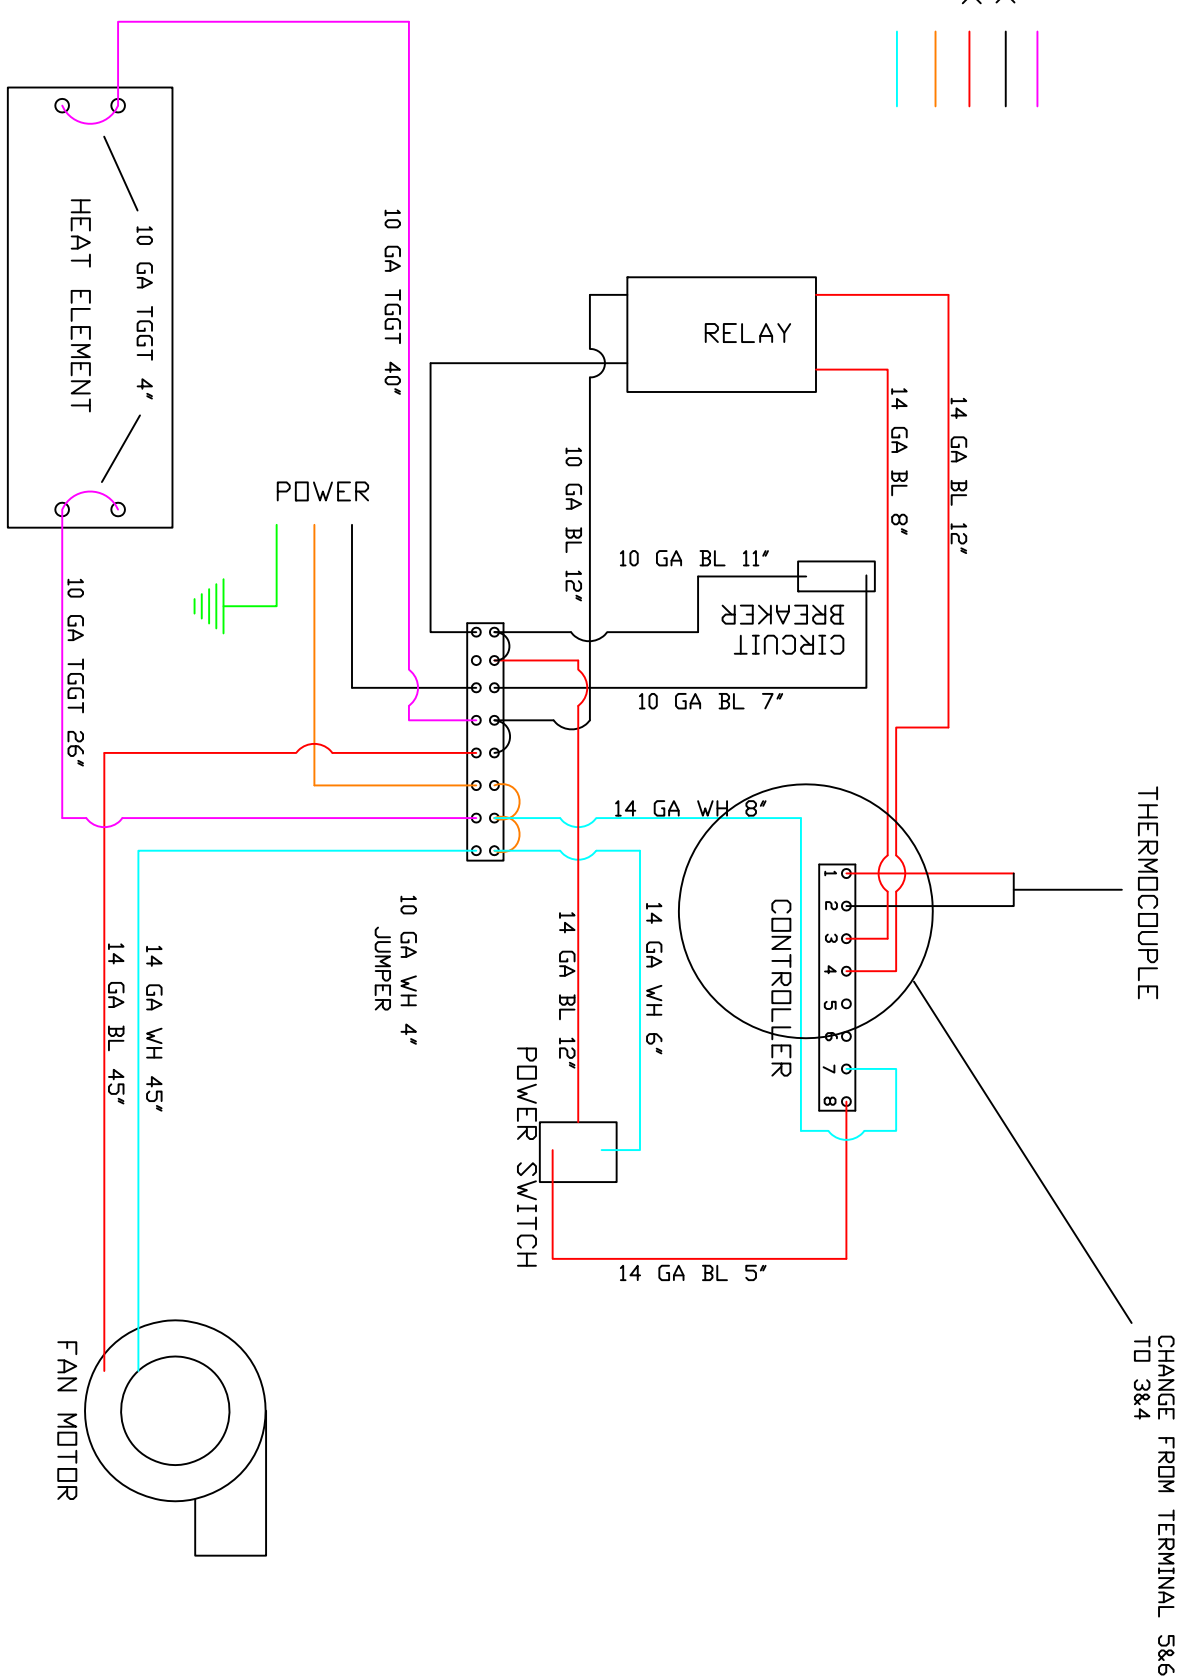 10 GA TGGT 4"
HEAT ELEMENT
10 GA TGGT 40"
RELAY
14 GA BL 8"
14 GA BL 12"
POWER
10 GA BL 12"
10 GA BL 11"
CIRCUIT
BREAKER
10 GA BL 7"
10 GA TGGT 26"
14 GA WH 8"
THERMOCOUPLE
1
2
3
4
5
6
7
8
CONTROLLER
10 GA WH 4"
JUMPER
14 GA BL 12"
14 GA WH 6"
14 GA WH 45"
14 GA BL 45"
POWER SWITCH
14 GA BL 5"
FAN MOTOR
CHANGE FROM TERMINAL 5&6
TO 3&4